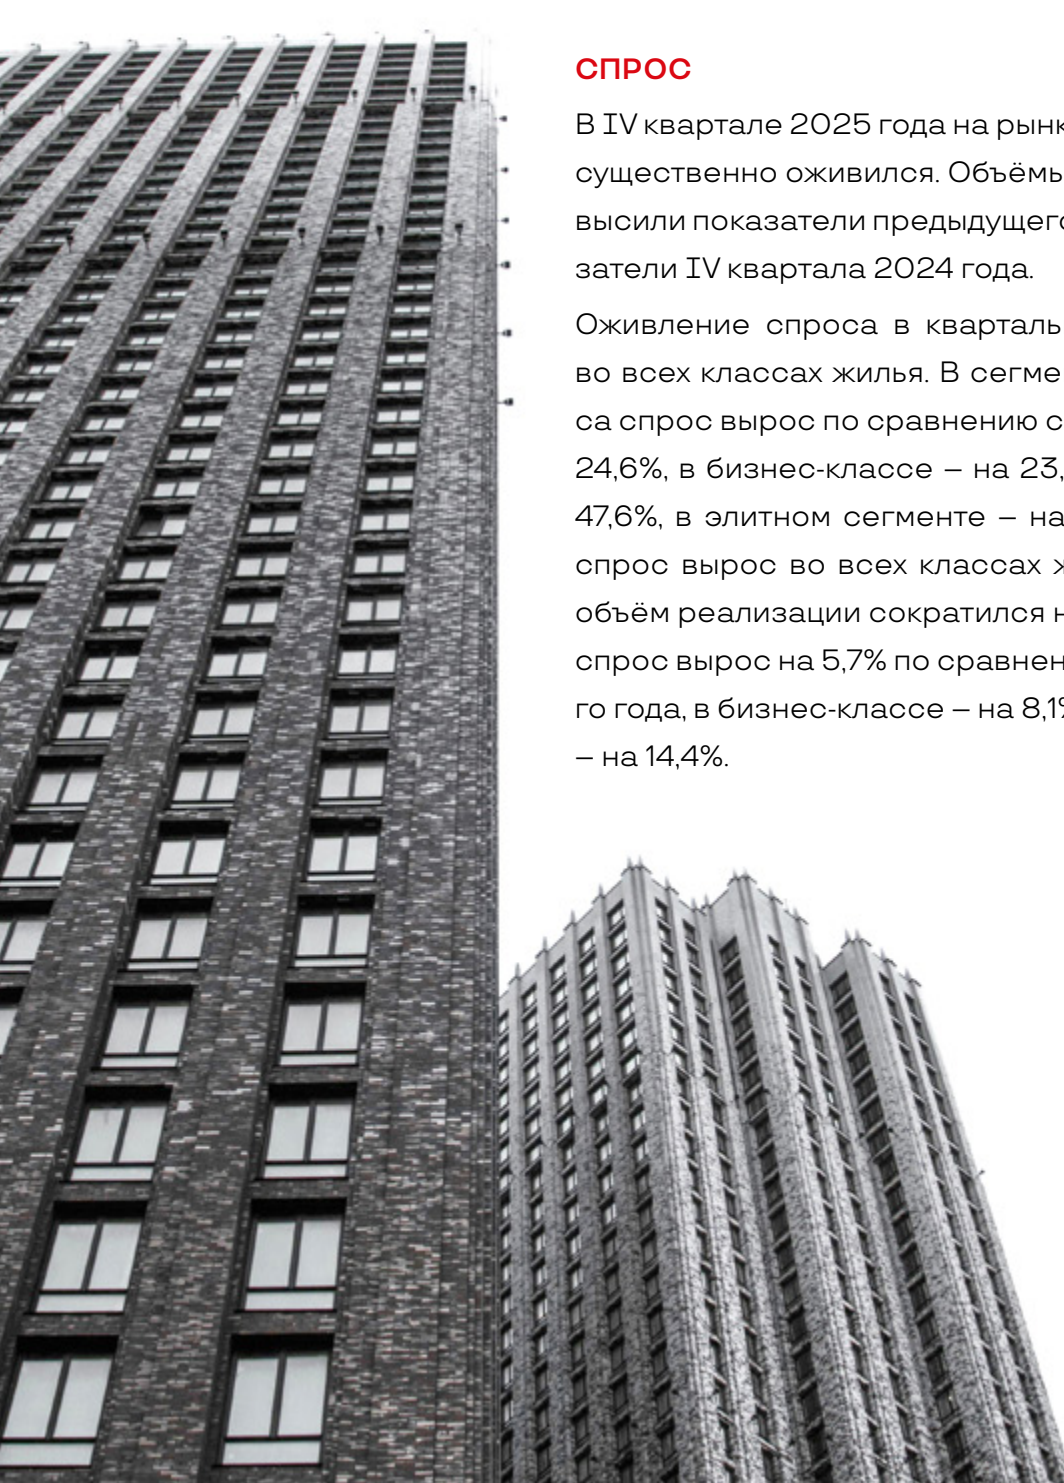 СПРОС
В IV квартале 2025 года на рынк
существенно оживился. Объёмы
высили показатели предыдущего
затели IV квартала 2024 года.
Оживление спроса в кварталь
во всех классах жилья. В сегме
са спрос вырос по сравнению с
24,6%, в бизнес-классе – на 23,
47,6%, в элитном сегменте – на
спрос вырос во всех классах ж
объём реализации сократился н
спрос вырос на 5,7% по сравнен
го года, в бизнес-классе – на 8,1%
– на 14,4%.